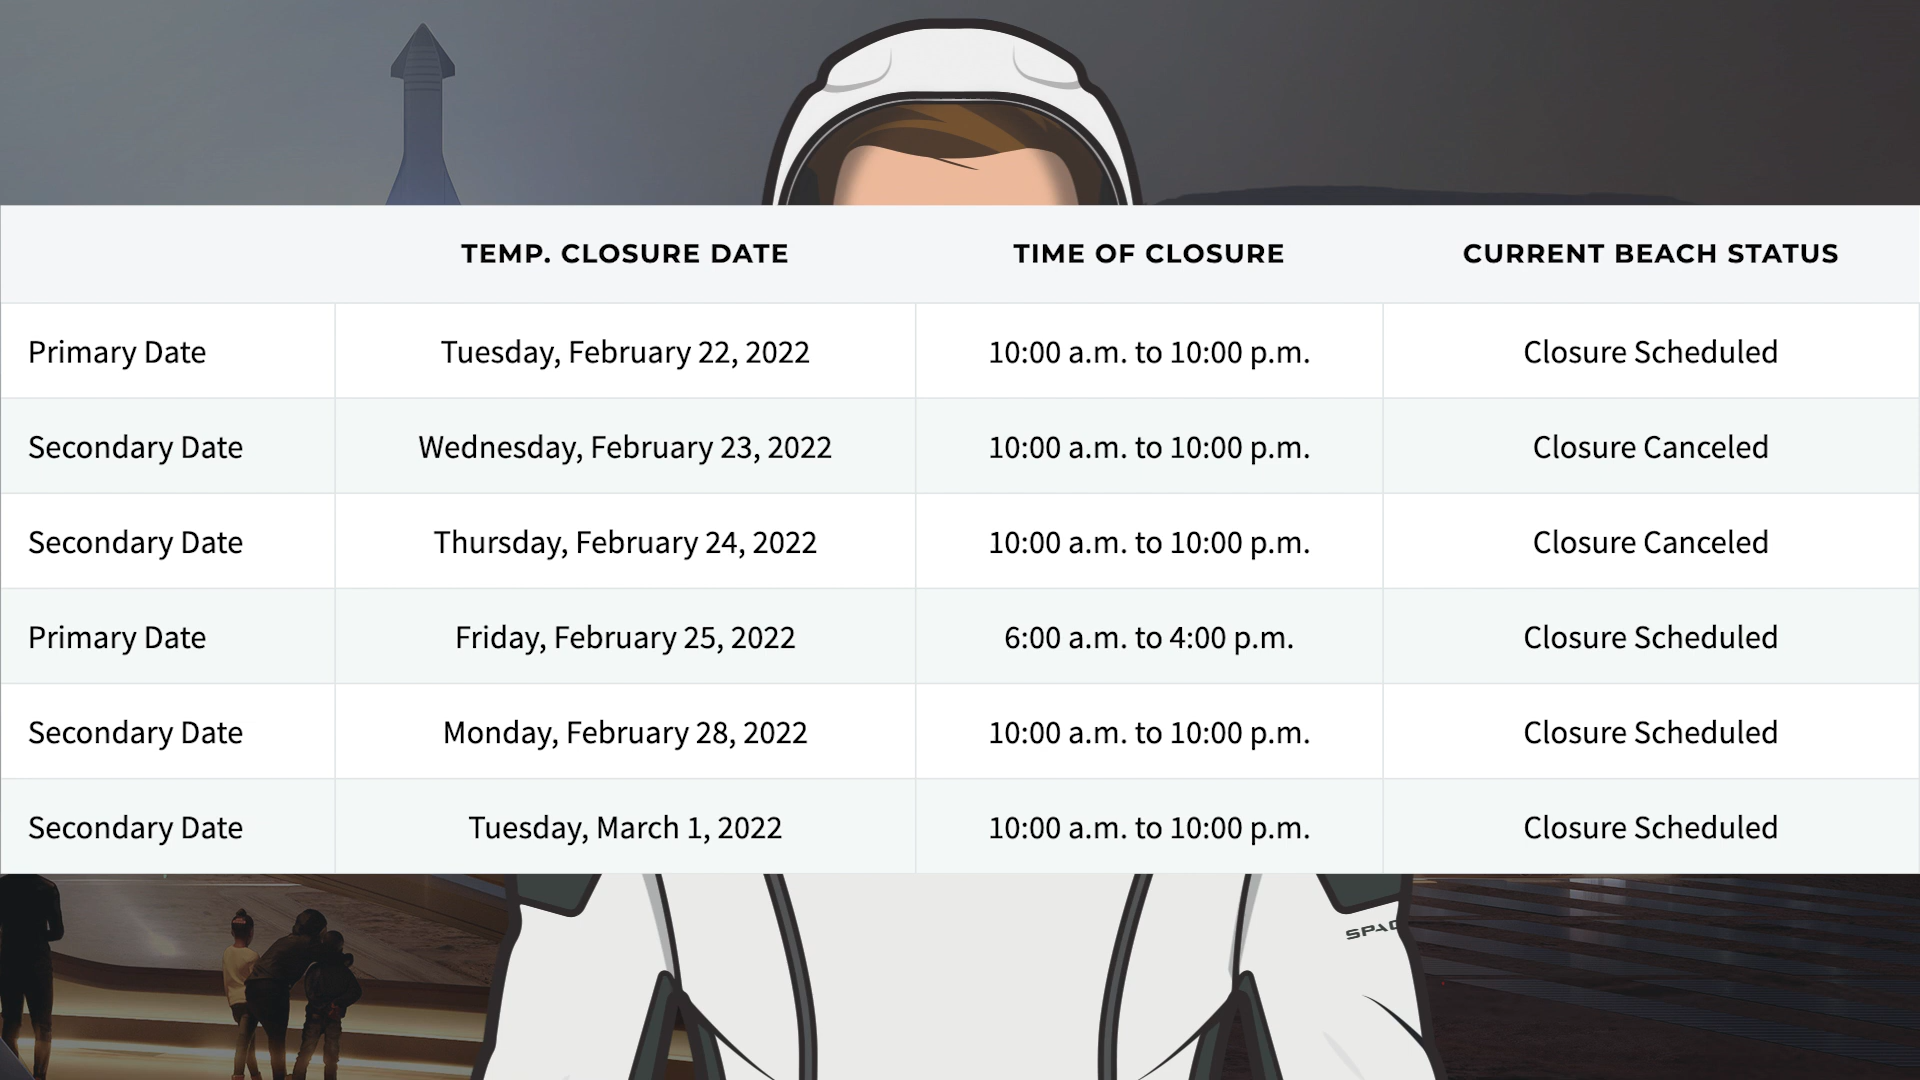 TEMP. CLOSURE DATE TIME OF CLOSURE CURRENT BEACH STATUS
Primary Date Tuesday, February 22, 2022 10:00 a.m. to 10:00 p.m. Closure Scheduled
Secondary Date Wednesday, February 23, 2022 10:00 a.m. to 10:00 p.m. Closure Canceled
Secondary Date Thursday, February 24, 2022 10:00 a.m. to 10:00 p.m. Closure Canceled
Primary Date Friday, February 25, 2022 6:00 a.m. to 4:00 p.m. Closure Scheduled
Secondary Date Monday, February 28, 2022 10:00 a.m. to 10:00 p.m. Closure Scheduled
Secondary Date Tuesday, March 1, 2022 10:00 a.m. to 10:00 p.m. Closure Scheduled